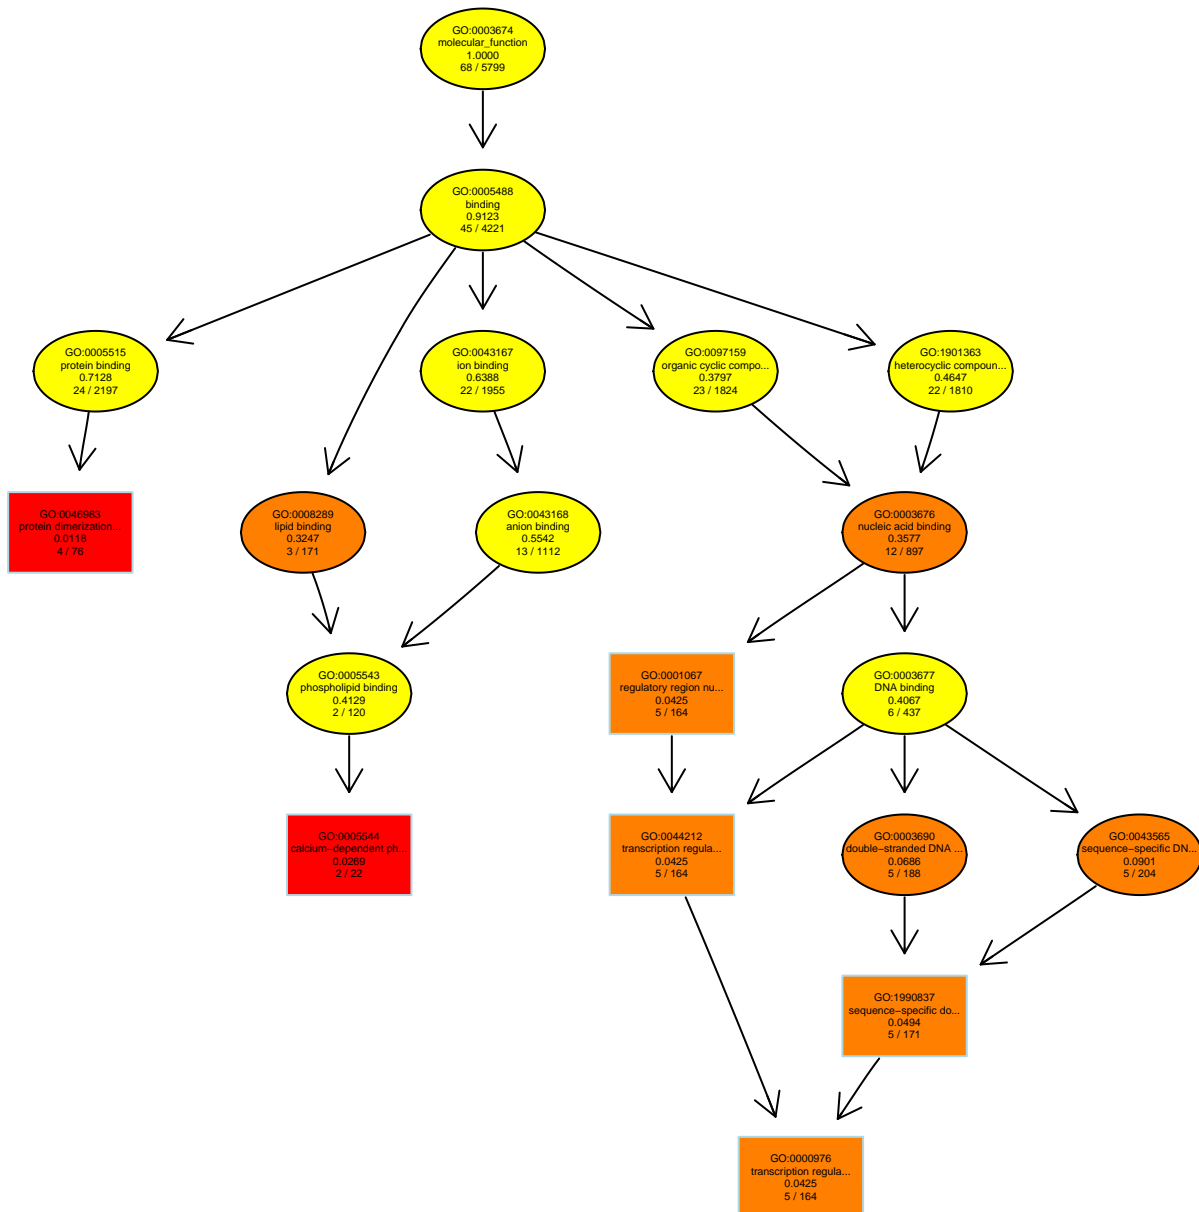 GO:0003674
molecular_function
1.0000
68 / 5799
GO:0005488
binding
0.9123
45 / 4221
GO:0005515
protein binding
0.7128
24 / 2197
GO:0043167
ion binding
0.6388
22 / 1955
GO:0097159
organic cyclic compo...
0.3797
23 / 1824
GO:1901363
heterocyclic compoun...
0.4647
22 / 1810
GO:0046983
protein dimerization...
0.0118
4 / 76
GO:0008289
lipid binding
0.3247
3 / 171
GO:0043168
anion binding
0.5542
13 / 1112
GO:0003676
nucleic acid binding
0.3577
12 / 897
GO:0005543
phospholipid binding
0.4129
2 / 120
GO:0001067
regulatory region nu...
0.0425
5 / 164
GO:0003677
DNA binding
0.4067
6 / 437
GO:0005544
calcium−dependent ph...
0.0269
2 / 22
GO:0044212
transcription regula...
0.0425
5 / 164
GO:0003690
double−stranded DNA ...
0.0686
5 / 188
GO:0043565
sequence−specific DN...
0.0901
5 / 204
GO:1990837
sequence−specific do...
0.0494
5 / 171
GO:0000976
transcription regula...
0.0425
5 / 164